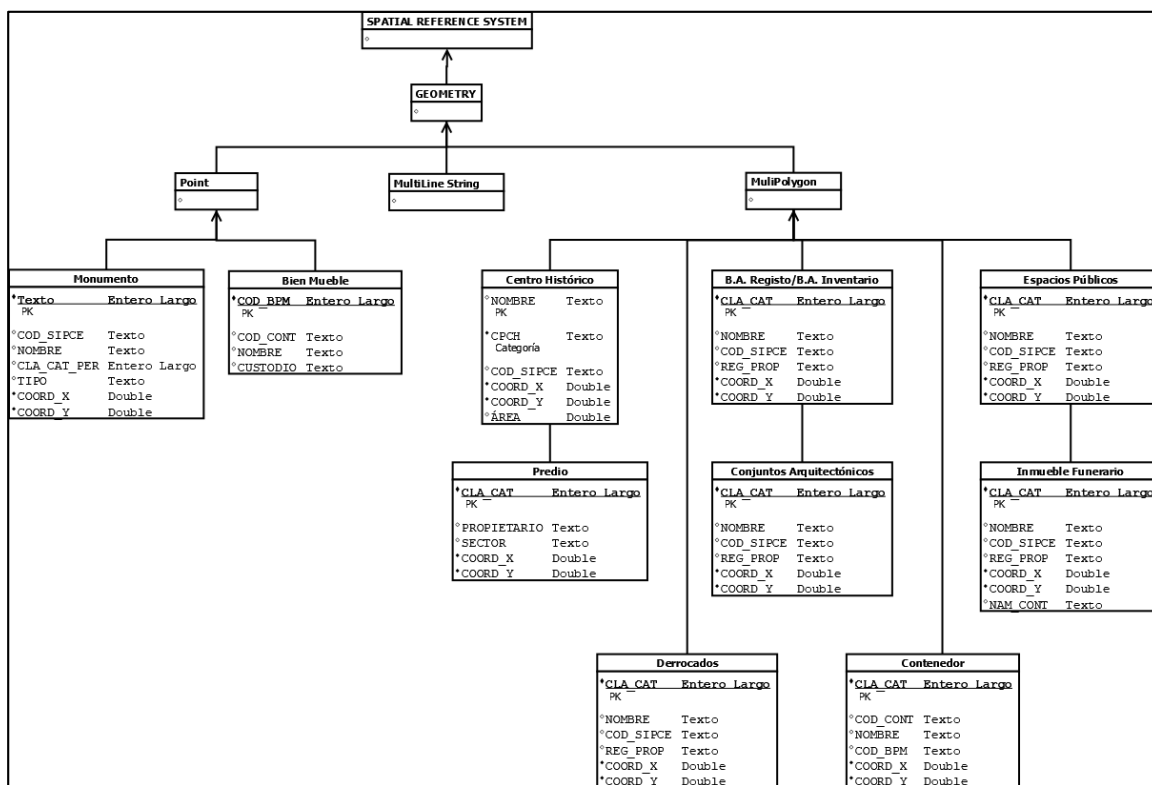 SPATIAL REFERENCE SYSTEM
GEOMETRY
Point
MultiLine String
MuliPolygon
Monumento
Texto Entero Largo
PK
COD_SIPCE Texto
NOMBRE Texto
CLA_CAT_PER Entero Largo
TIPO Texto
COORD_X Double
COORD_Y Double
Bien Mueble
COD_BPM Entero Largo
PK
COD_CONT Texto
NOMBRE Texto
CUSTODIO Texto
Centro Histórico
NOMBRE Texto
PK
CPCH Texto
Categoría
COD_SIPCE Texto
COORD_X Double
COORD_Y Double
ÁREA Double
B.A. Registo/B.A. Inventario
CLA_CAT Entero Largo
PK
NOMBRE Texto
COD_SIPCE Texto
REG_PROP Texto
COORD_X Double
COORD_Y Double
Espacios Públicos
CLA_CAT Entero Largo
PK
NOMBRE Texto
COD_SIPCE Texto
REG_PROP Texto
COORD_X Double
COORD_Y Double
Predio
CLA_CAT Entero Largo
PK
PROPIETARIO Texto
SECTOR Texto
COORD_X Double
COORD_Y Double
Conjuntos Arquitectónicos
CLA_CAT Entero Largo
PK
NOMBRE Texto
COD_SIPCE Texto
REG_PROP Texto
COORD_X Double
COORD_Y Double
Inmueble Funerario
CLA_CAT Entero Largo
PK
NOMBRE Texto
COD_SIPCE Texto
REG_PROP Texto
COORD_X Double
COORD_Y Double
NAM_CONT Texto
Derrocados
CLA_CAT Entero Largo
PK
NOMBRE Texto
COD_SIPCE Texto
REG_PROP Texto
COORD_X Double
COORD_Y Double
Contenedor
CLA_CAT Entero Largo
PK
COD_CONT Texto
NOMBRE Texto
COD_BPM Texto
COORD_X Double
COORD_Y Double